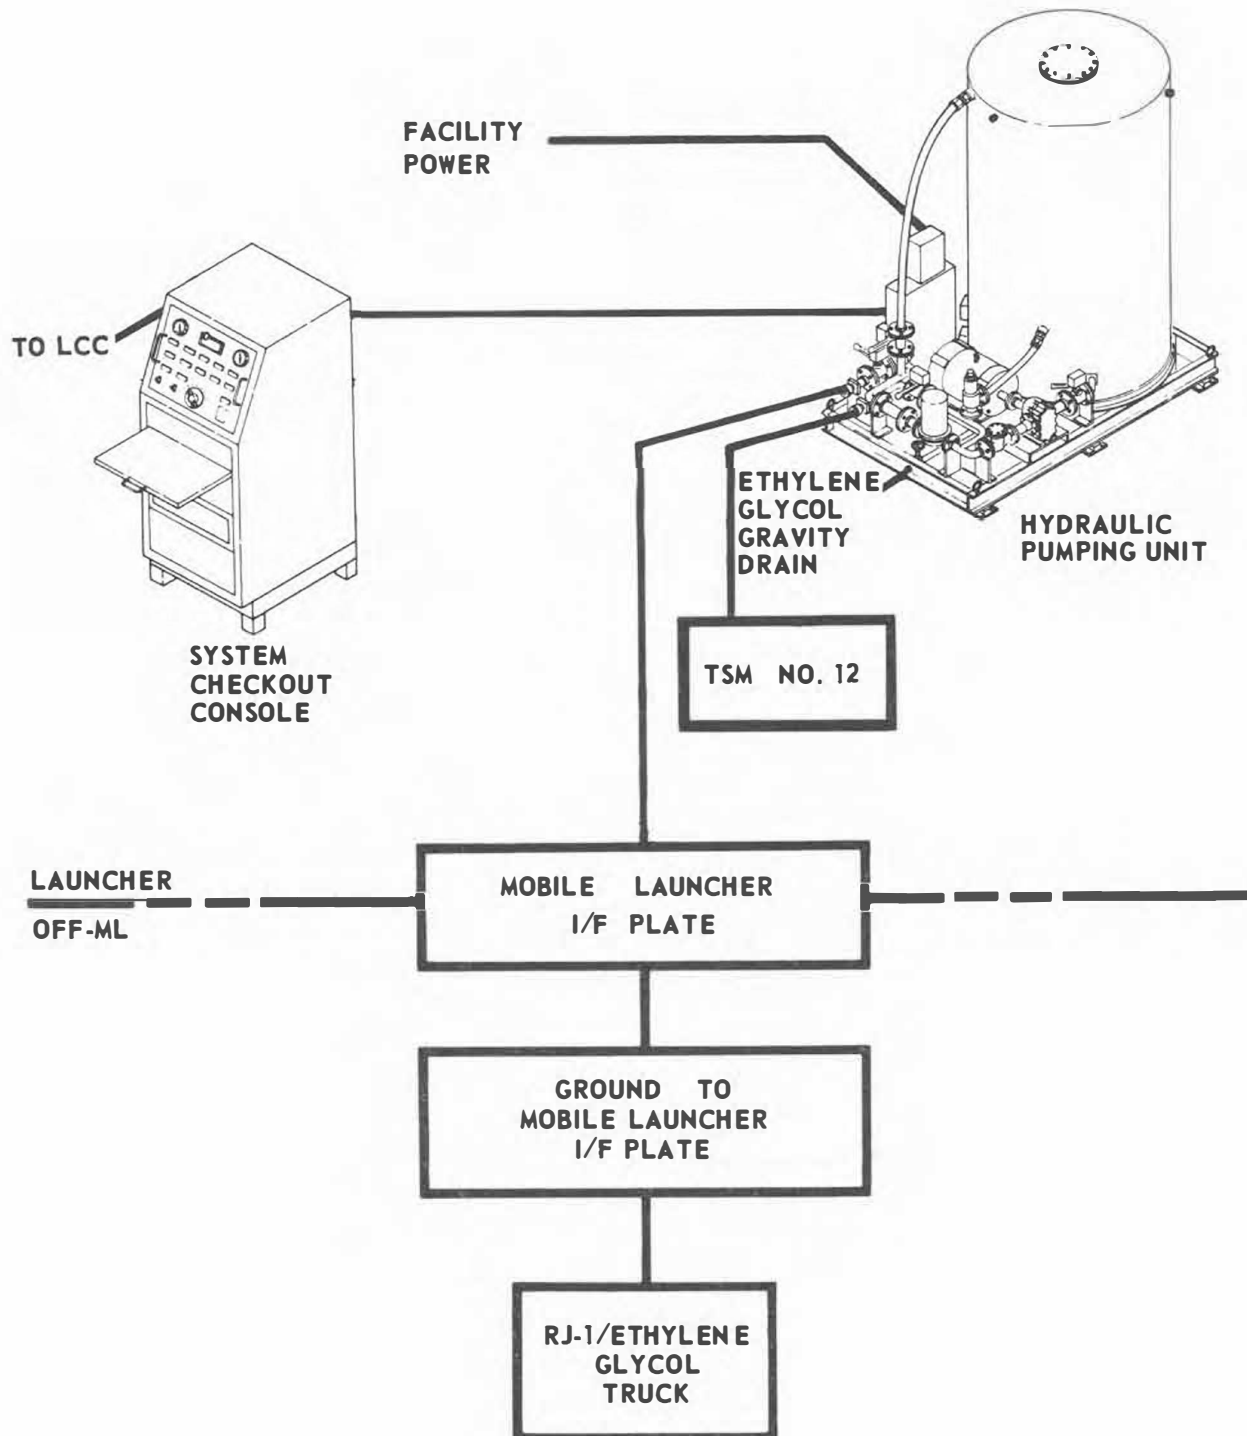 FACILITY
POWER
TO LCC
ETHYLENE
GLYCOL
GRAVITY
DRAIN
HYDRAULIC
PUMPING UNIT
SYSTEM
CHECKOUT
CONSOLE
TSM NO. 12
LAUNCHER
OFF-ML
MOBILE LAUNCHER
I/F PLATE
GROUND TO
MOBILE LAUNCHER
I/F PLATE
RJ-1/ETHYLENE
GLYCOL
TRUCK